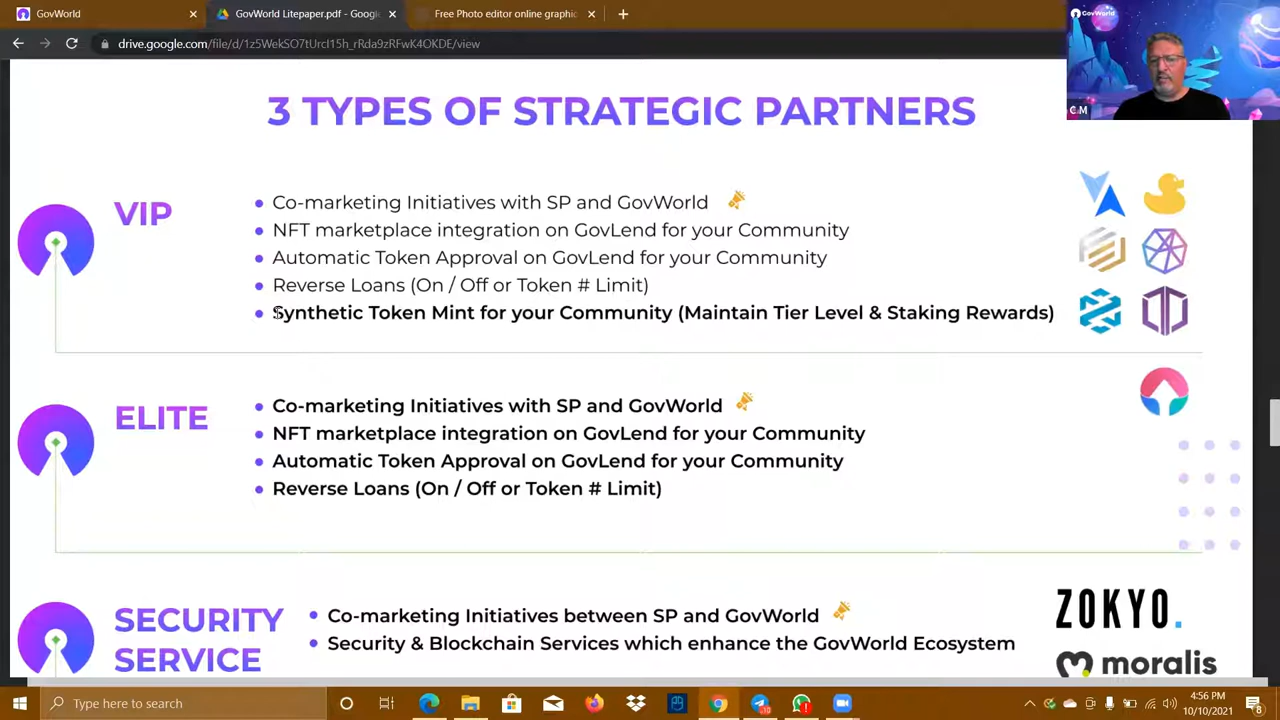 GovWorld
GovWorld Litepaper.pdf - Google
Free Photo editor online graphic
drive.google.com/file/d/1z5WekSO7tUrcI15h_rRda9zRFwK4OKDE/view
GovWorld
C.M
3 TYPES OF STRATEGIC PARTNERS
VIP
Co-marketing Initiatives with SP and GovWorld
NFT marketplace integration on GovLend for your Community
Automatic Token Approval on GovLend for your Community
Reverse Loans (On / Off or Token # Limit)
Synthetic Token Mint for your Community (Maintain Tier Level & Staking Rewards)
ELITE
Co-marketing Initiatives with SP and GovWorld
NFT marketplace integration on GovLend for your Community
Automatic Token Approval on GovLend for your Community
Reverse Loans (On / Off or Token # Limit)
SECURITY
SERVICE
Co-marketing Initiatives between SP and GovWorld
Security & Blockchain Services which enhance the GovWorld Ecosystem
ZOKYO.
moralis
Type here to search
4:56 PM
10/10/2021